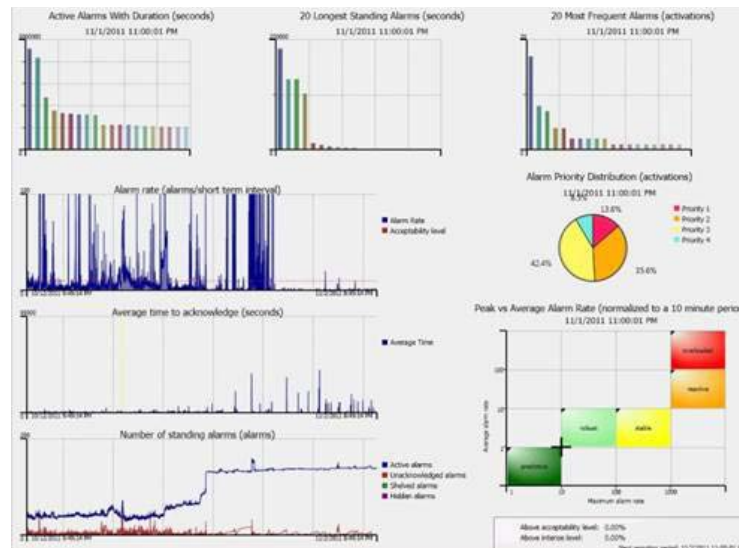 Active Alarms With Duration (seconds)
11/1/2011 11:00:01 PM
20 Longest Standing Alarms (seconds)
11/1/2011 11:00:01 PM
20 Most Frequent Alarms (activations)
11/1/2011 11:00:01 PM
Alarm rate (alarms/short term interval)
Alarm Rate
Acceptability level
Alarm Priority Distribution (activations)
11/1/2011 11:00:01 PM
13.6%
35.6%
42.4%
Priority 1
Priority 2
Priority 3
Priority 4
Average time to acknowledge (seconds)
Average Time
Number of standing alarms (alarms)
Active alarms
Unacknowledged alarms
Shelved alarms
Hidden alarms
Peak vs Average Alarm Rate (normalized to a 10 minute perio
11/1/2011 11:00:01 PM
overloaded
reactive
robust
stable
predictive
Average alarm rate
1
10
100
1000
Maximum alarm rate
Above acceptability level: 0.00%
Above intense level: 0.00%